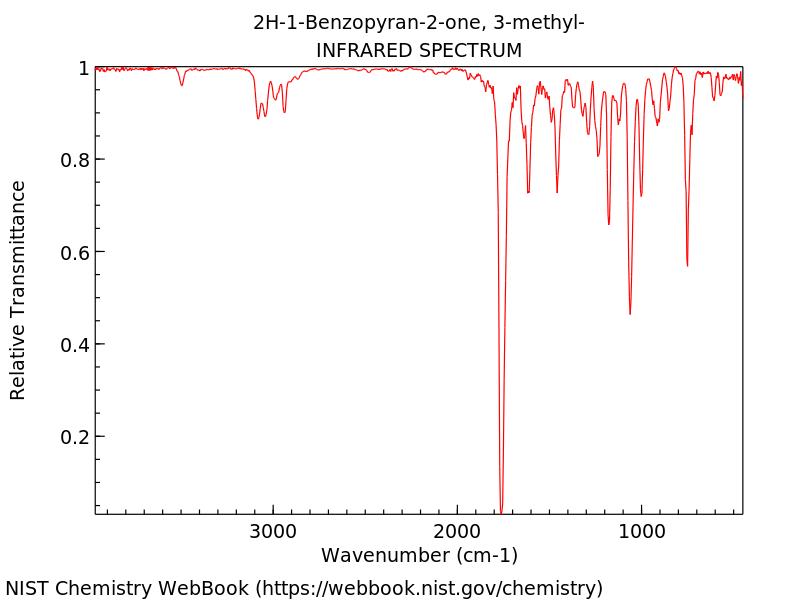 2H-1-Benzopyran-2-one, 3-methyl-
INFRARED SPECTRUM
1
0.8
0.6
0.4
0.2
Relative Transmittance
3000 2000 1000
Wavenumber (cm-1)
NIST Chemistry WebBook (https://webbook.nist.gov/chemistry)